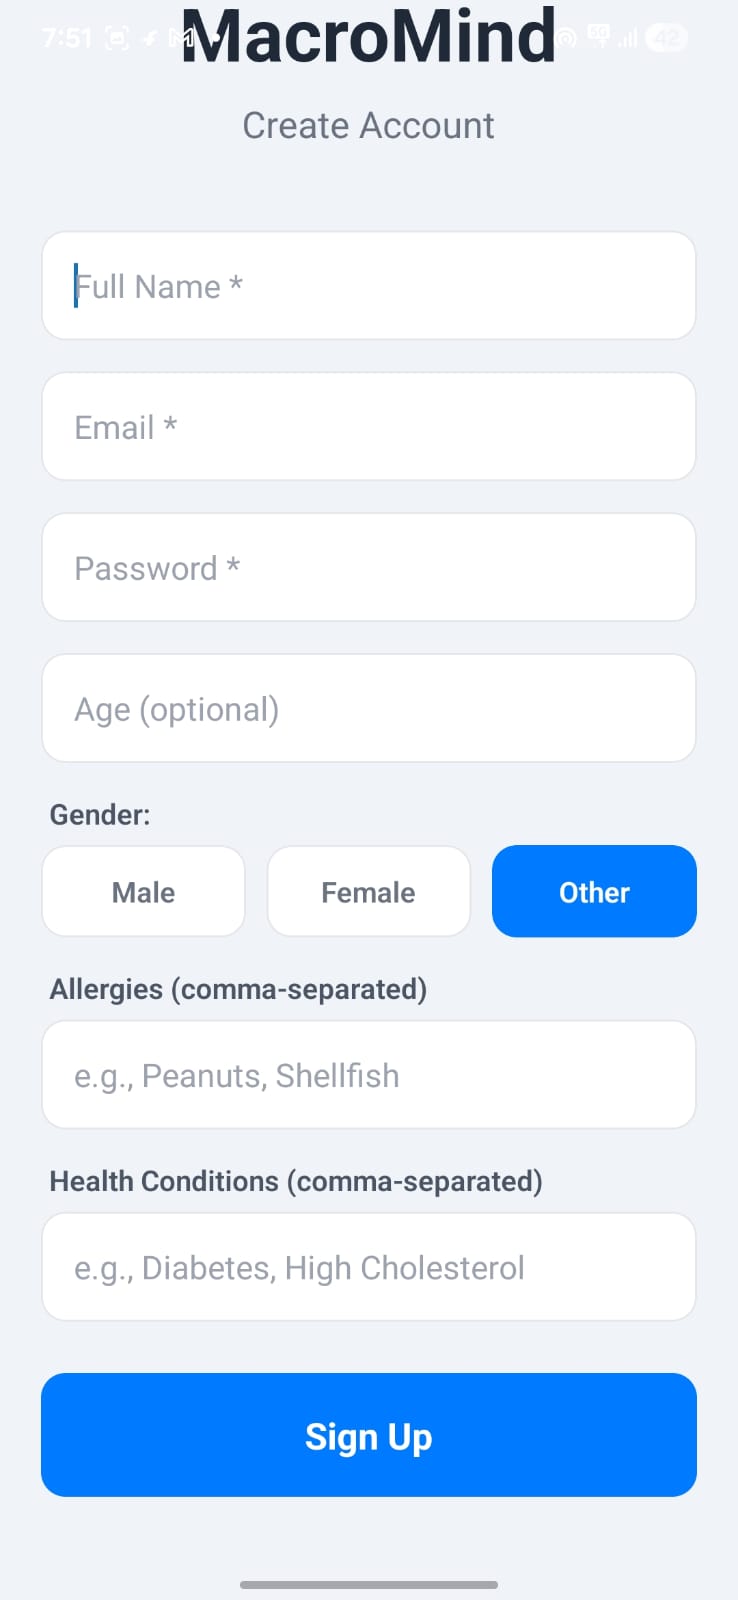 7:51
MacroMind
5G
42
Create Account
Full Name *
Email *
Password *
Age (optional)
Gender:
Male Female Other
Allergies (comma-separated)
e.g., Peanuts, Shellfish
Health Conditions (comma-separated)
e.g., Diabetes, High Cholesterol
Sign Up